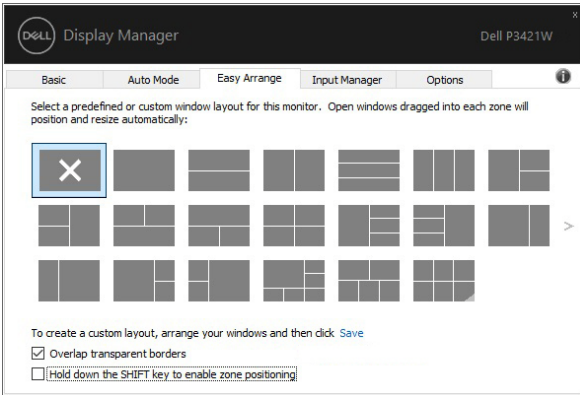 DELL Display Manager Dell P3421W
x
Basic Auto Mode Easy Arrange Input Manager Options i
Select a predefined or custom window layout for this monitor. Open windows dragged into each zone will
position and resize automatically:
>
To create a custom layout, arrange your windows and then click Save
Overlap transparent borders
Hold down the SHIFT key to enable zone positioning